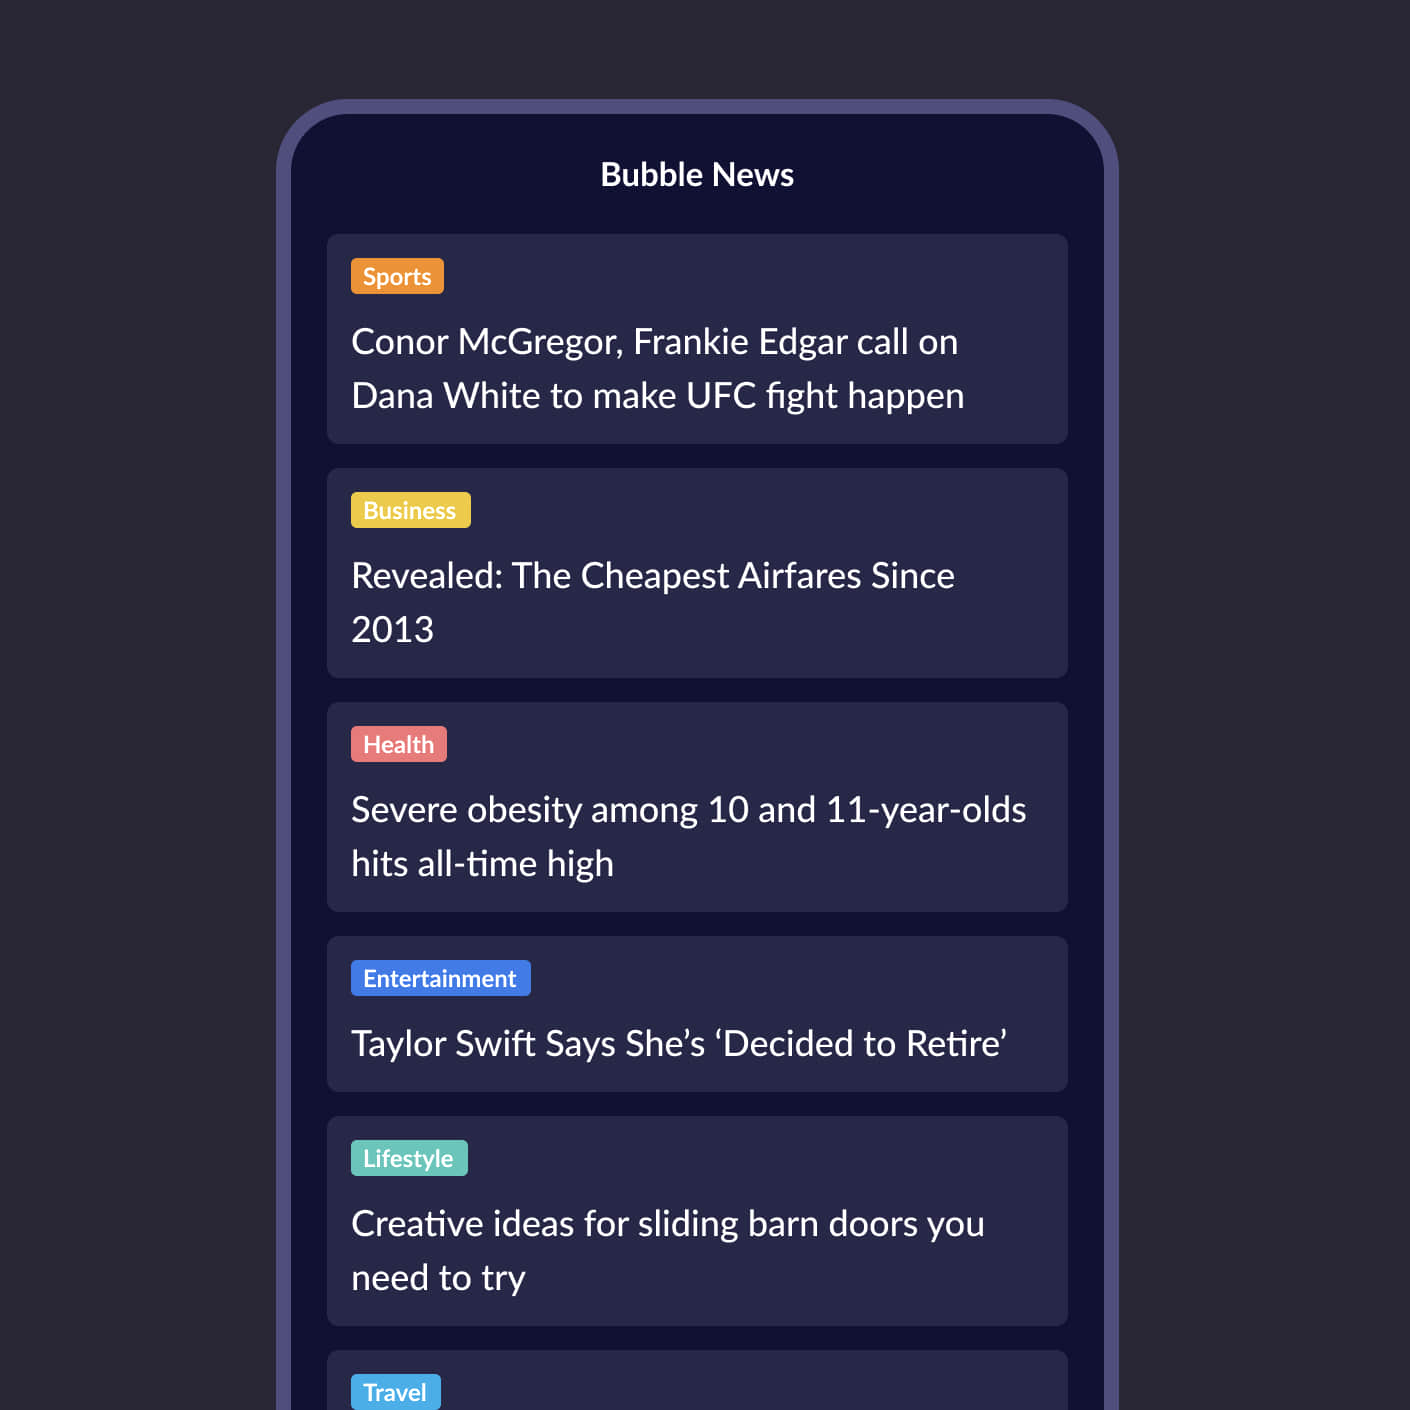 Bubble News
Sports
Conor McGregor, Frankie Edgar call on
Dana White to make UFC fight happen
Business
Revealed: The Cheapest Airfares Since
2013
Health
Severe obesity among 10 and 11-year-olds
hits all-time high
Entertainment
Taylor Swift Says She’s ‘Decided to Retire’
Lifestyle
Creative ideas for sliding barn doors you
need to try
Travel